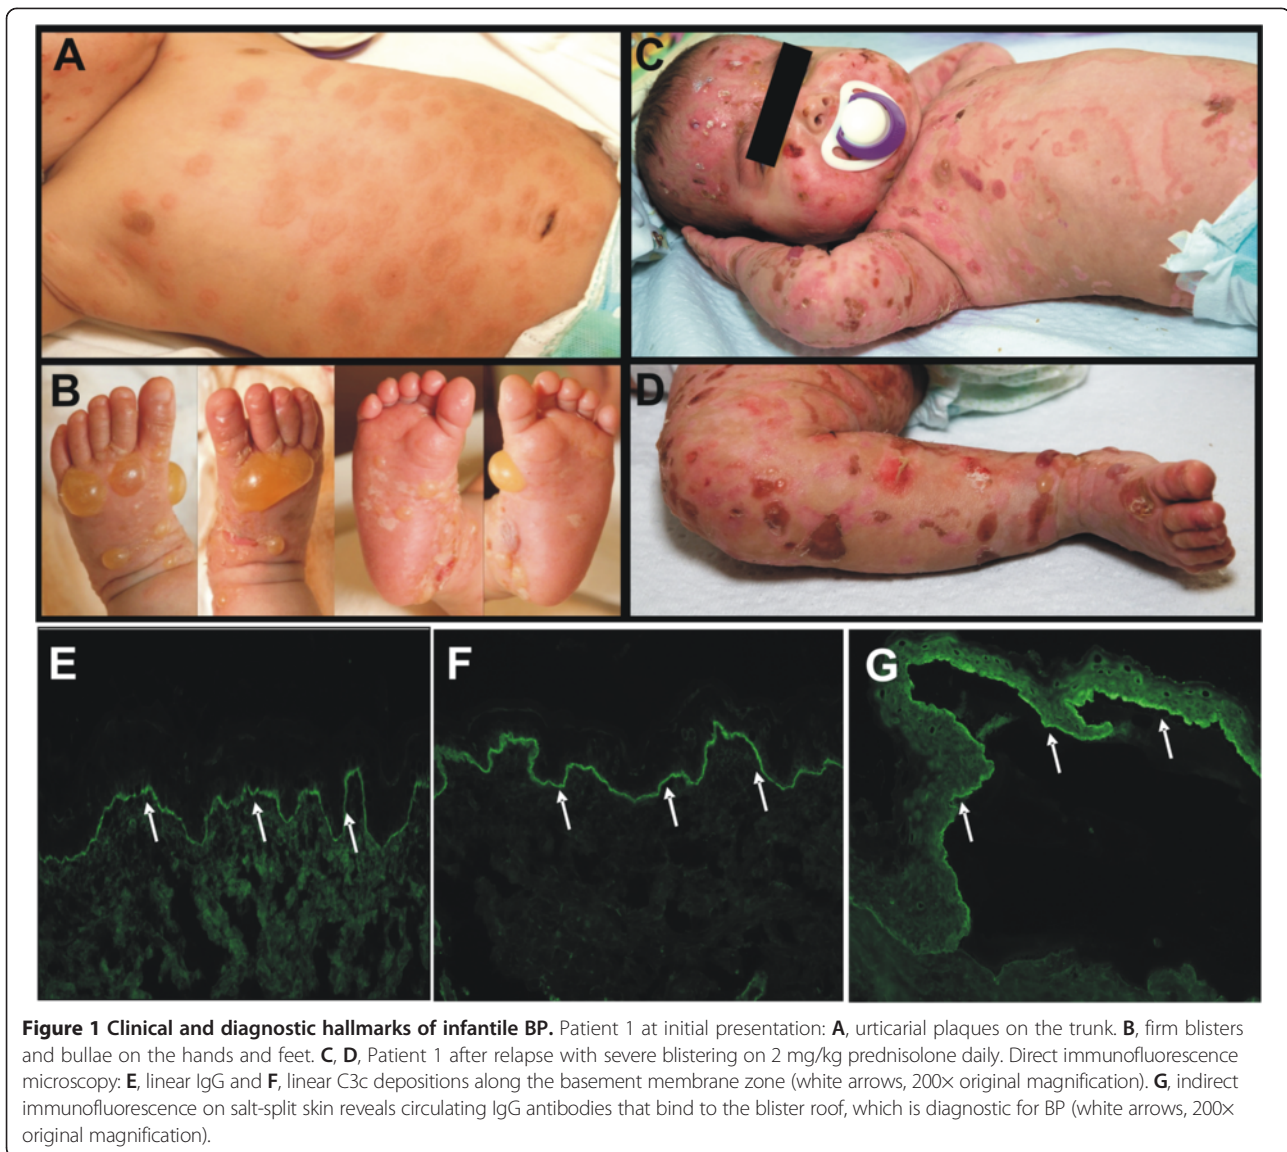 A
C
B
D
E
F
G
Figure 1 Clinical and diagnostic hallmarks of infantile BP. Patient 1 at initial presentation: A, urticarial plaques on the trunk. B, firm blisters
and bullae on the hands and feet. C, D, Patient 1 after relapse with severe blistering on 2 mg/kg prednisolone daily. Direct immunofluorescence
microscopy: E, linear IgG and F, linear C3c depositions along the basement membrane zone (white arrows, 200× original magnification). G, indirect
immunofluorescence on salt-split skin reveals circulating IgG antibodies that bind to the blister roof, which is diagnostic for BP (white arrows, 200×
original magnification).